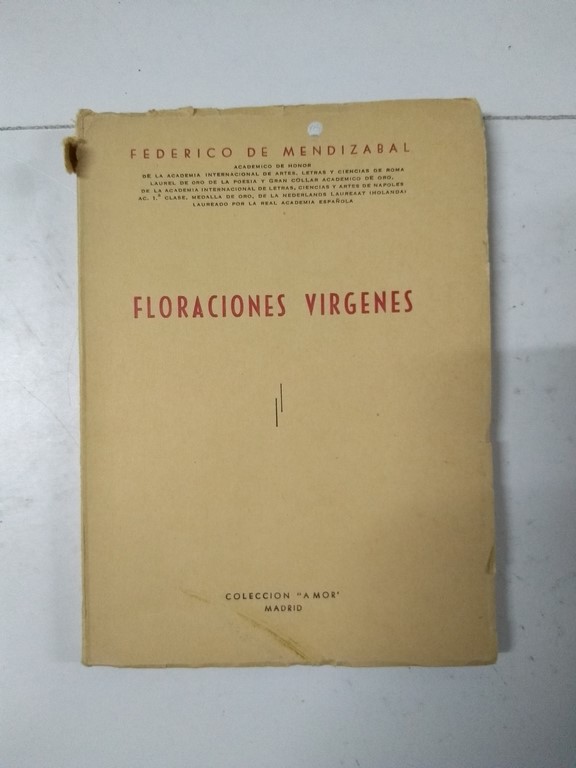 FEDERICO DE MENDIZABAL
ACADEMICO DE HONOR
DE LA ACADEMIA INTERNACIONAL DE ARTES, LETRAS Y CIENCIAS DE ROMA
LAUREL DE ORO DE LA POESIA Y GRAN COLLAR ACADEMICO DE ORO,
DE LA ACADEMIA INTERNACIONAL DE LETRAS, CIENCIAS Y ARTES DE NAPOLES
AC. 1.ª CLASE, MEDALLA DE ORO, DE LA NEDERLANDS LAUREAAT (HOLANDA)
LAUREADO POR LA REAL ACADEMIA ESPAÑOLA
FLORACIONES VIRGENES
COLECCION "AMOR'
MADRID